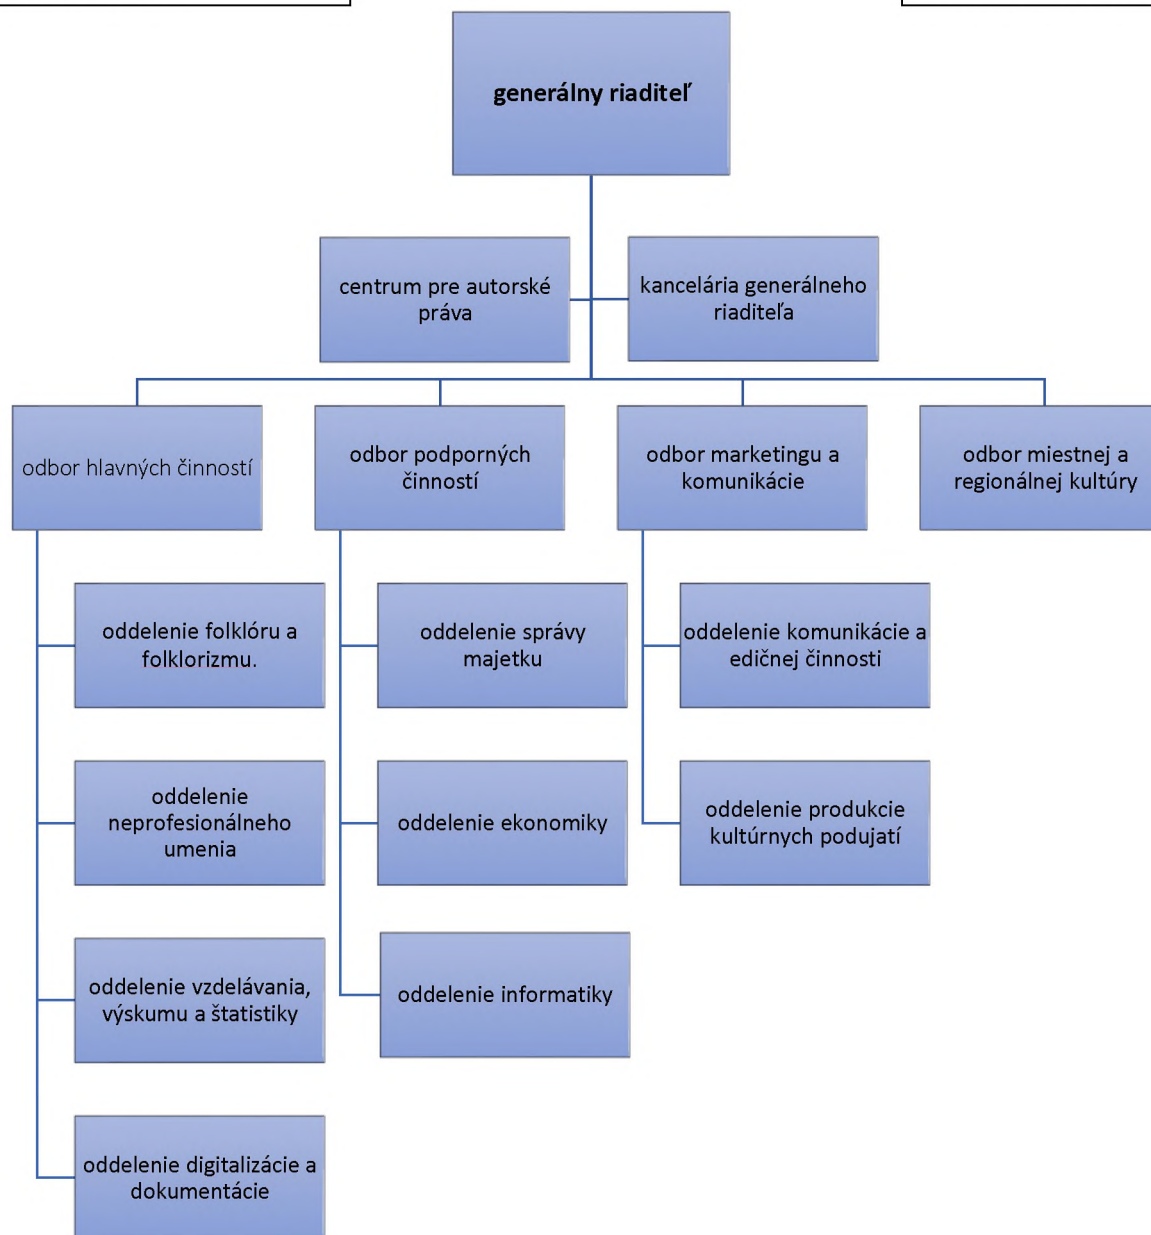 generálny riaditeľ
centrum pre autorské
práva
kancelária generálneho
riaditeľa
odbor hlavných činností
odbor podporných
činností
odbor marketingu a
komunikácie
odbor miestnej a
regionálnej kultúry
oddelenie folklóru a
folklorizmu.
oddelenie
neprofesionálneho
umenia
oddelenie vzdelávania,
výskumu a štatistiky
oddelenie digitalizácie a
dokumentácie
oddelenie správy
majetku
oddelenie ekonomiky
oddelenie informatiky
oddelenie komunikácie a
edičnej činnosti
oddelenie produkcie
kultúrnych podujatí